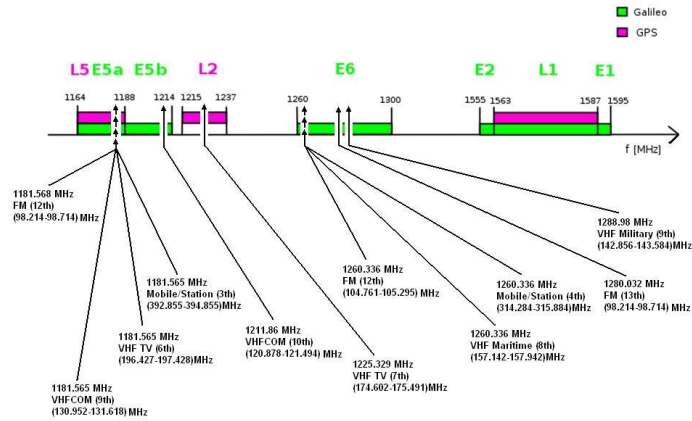 Galileo
GPS
L5 E5a E5b L2 E6 E2 L1 E1
1164 1188 1214 1215 1237 1260 1300 1555 1563 1587 1595
f [MHz]
1181.568 MHz
FM (12th)
(98.214-98.714)MHz
1181.565 MHz
Mobile/Station (3th)
(392.855-394.855)MHz
1181.565 MHz
VHF TV (6th)
(196.427-197.428)MHz
1181.565 MHz
VHFCOM (9th)
(130.952-131.618)MHz
1211.86 MHz
VHFCOM (10th)
(120.878-121.494)MHz
1225.329 MHz
VHF TV (7th)
(174.602-175.491)MHz
1260.336 MHz
FM (12th)
(104.761-105.295)MHz
1260.336 MHz
VHF Maritime (8th)
(157.142-157.942)MHz
1260.336 MHz
Mobile/Station (4th)
(314.284-315.884)MHz
1280.032 MHz
FM (13th)
(98.214-98.714)MHz
1288.98 MHz
VHF Military (9th)
(142.856-143.584)MHz